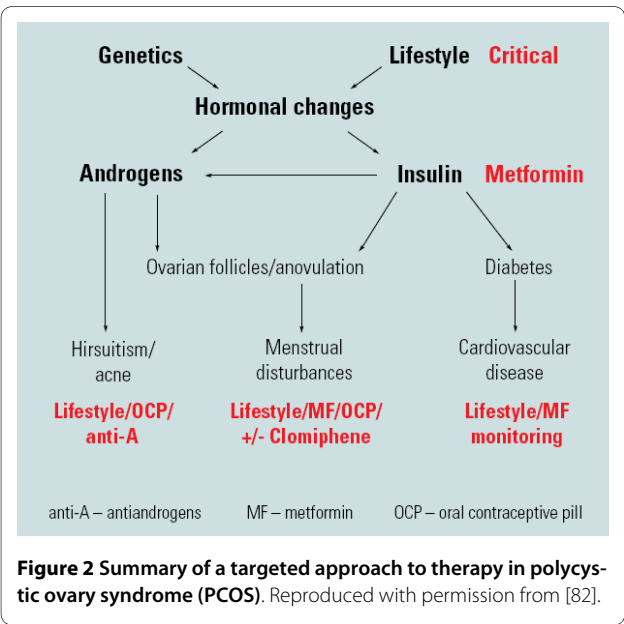 Genetics Lifestyle Critical
Hormonal changes
Androgens Insulin Metformin
Ovarian follicles/anovulation Diabetes
Hirsuitism/
acne
Menstrual
disturbances
Cardiovascular
disease
Lifestyle/OCP/
anti-A
Lifestyle/MF/OCP/
+/- Clomiphene
Lifestyle/MF
monitoring
anti-A – antiandrogens MF – metformin OCP – oral contraceptive pill
Figure 2 Summary of a targeted approach to therapy in polycys-
tic ovary syndrome (PCOS). Reproduced with permission from [82].